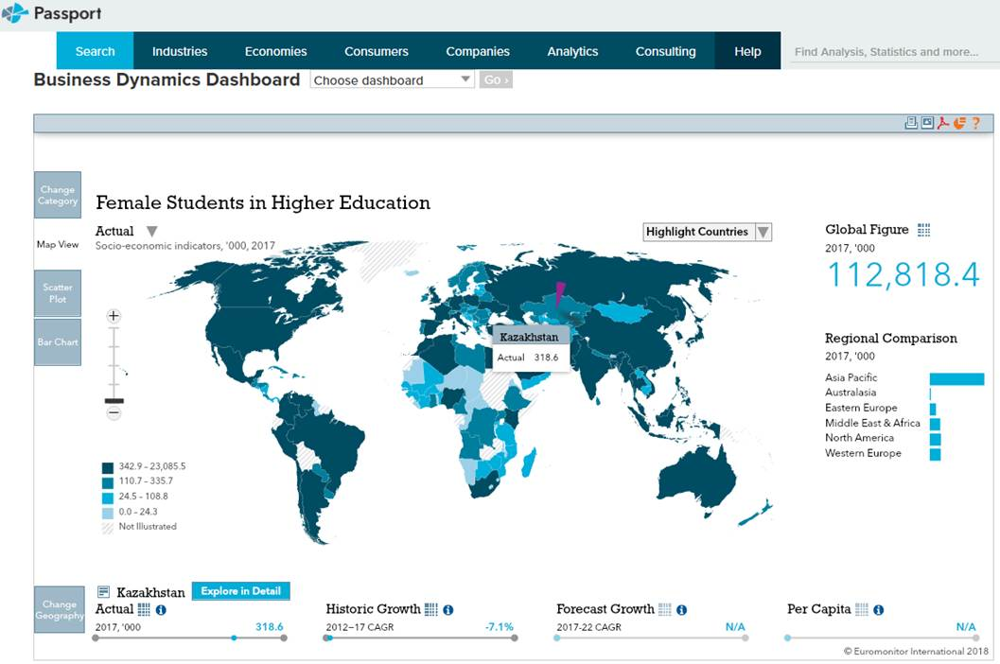 Passport
Search Industries Economies Consumers Companies Analytics Consulting Help Find Analysis, Statistics and more...
Business Dynamics Dashboard Choose dashboard Go ›
?
Change
Category
Map View
Scatter
Plot
Bar Chart
Female Students in Higher Education
Actual
Socio-economic indicators, '000, 2017
Highlight Countries
+
−
Kazakhstan
Actual 318.6
342.9 - 23,085.5
110.7 - 335.7
24.5 - 108.8
0.0 - 24.3
Not Illustrated
Global Figure
2017, '000
112,818.4
Regional Comparison
2017, '000
Asia Pacific
Australasia
Eastern Europe
Middle East & Africa
North America
Western Europe
Change
Geography
Kazakhstan Explore in Detail
Actual i
2017, '000 318.6
Historic Growth i
2012–17 CAGR -7.1%
Forecast Growth i
2017-22 CAGR N/A
Per Capita i
N/A
© Euromonitor International 2018